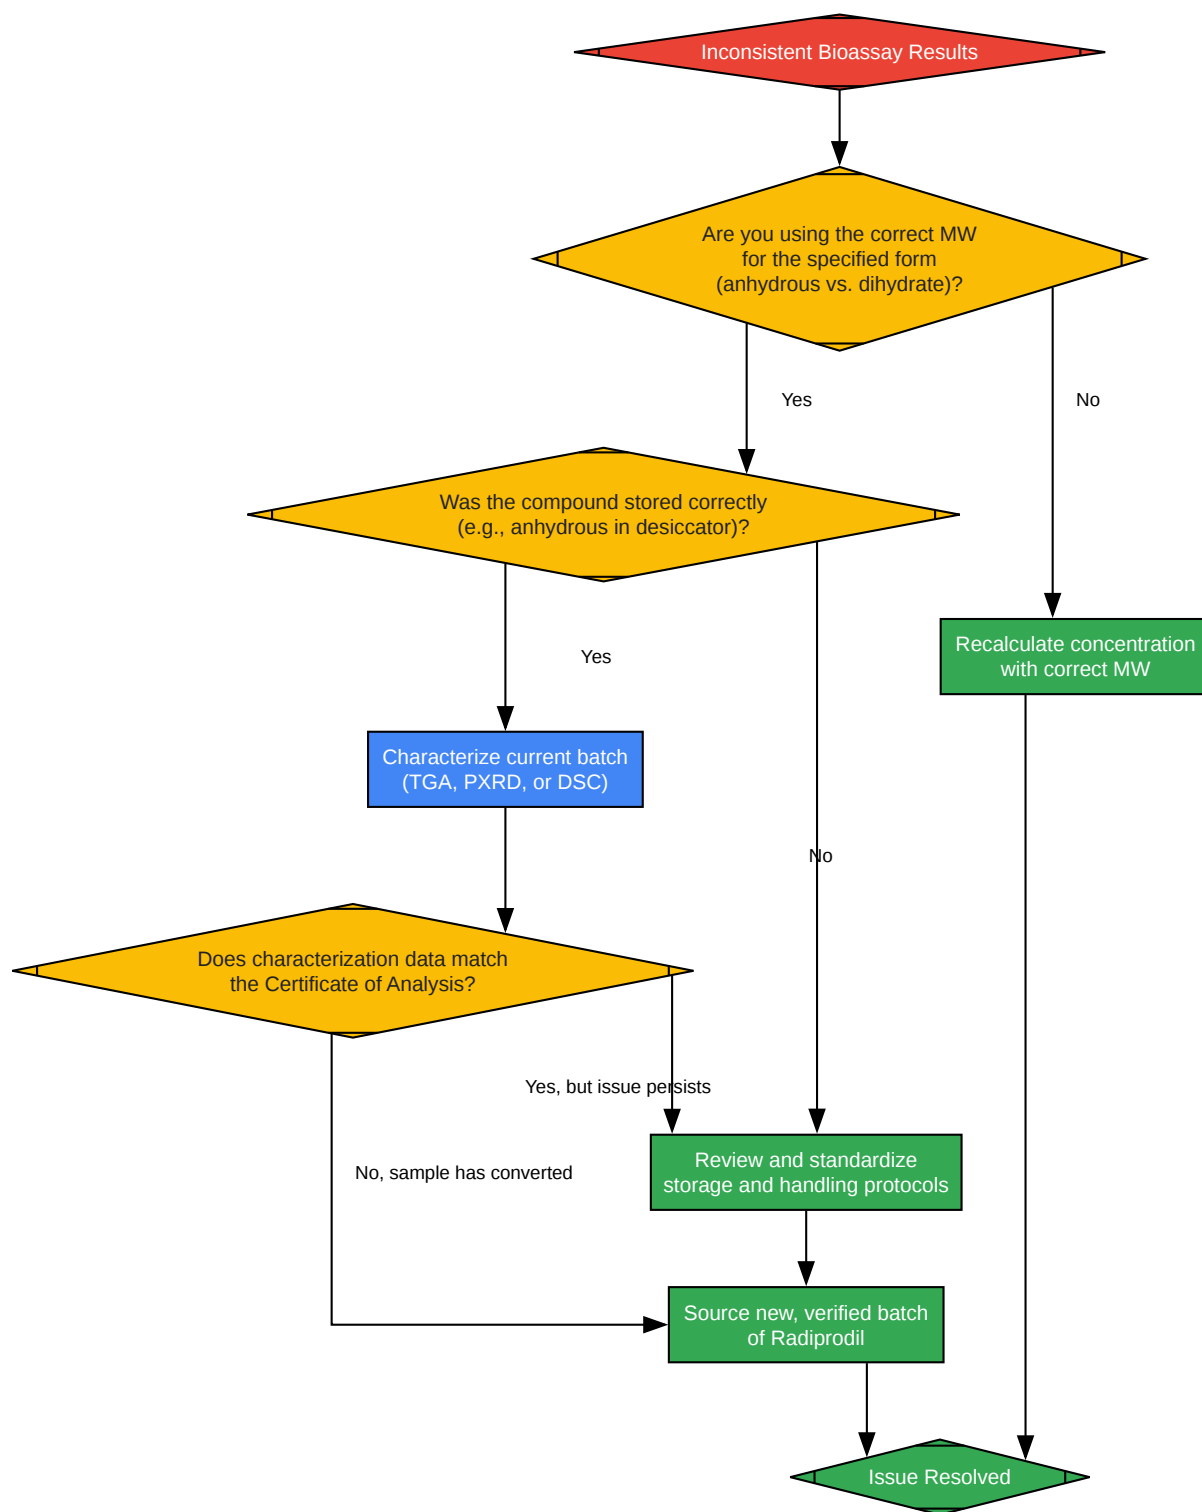 Inconsistent Bioassay Results
Are you using the correct MW
for the specified form
(anhydrous vs. dihydrate)?
Yes
No
Was the compound stored correctly
(e.g., anhydrous in desiccator)?
Recalculate concentration
with correct MW
Yes
Characterize current batch
(TGA, PXRD, or DSC)
No
Does characterization data match
the Certificate of Analysis?
Yes, but issue persists
No, sample has converted
Review and standardize
storage and handling protocols
Source new, verified batch
of Radiprodil
Issue Resolved